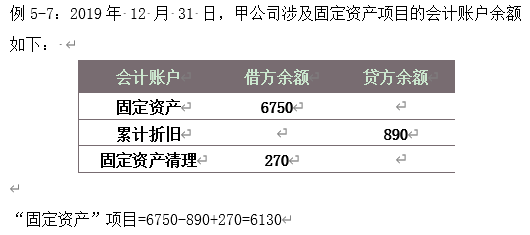 例 5-7：2019 年 12 月 31 日，甲公司涉及固定资产项目的会计账户余额
如下：
会计账户 借方余额 贷方余额
固定资产 6750
累计折旧 890
固定资产清理 270
“固定资产”项目=6750-890+270=6130